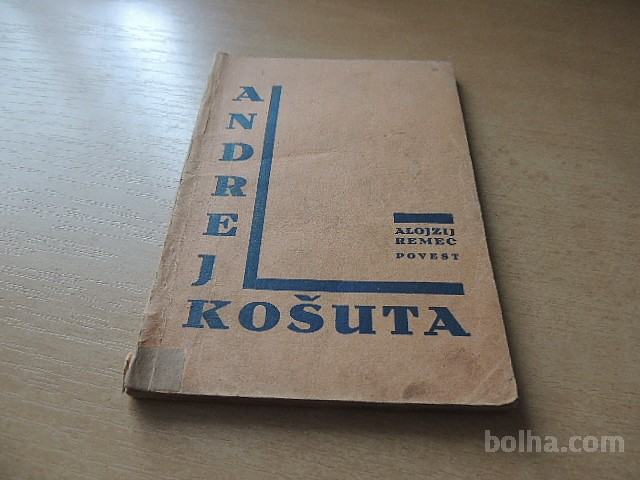 ANDREJ
KOŠUTA
ALOJZIJ
REMEC
POVEST
bolha.com